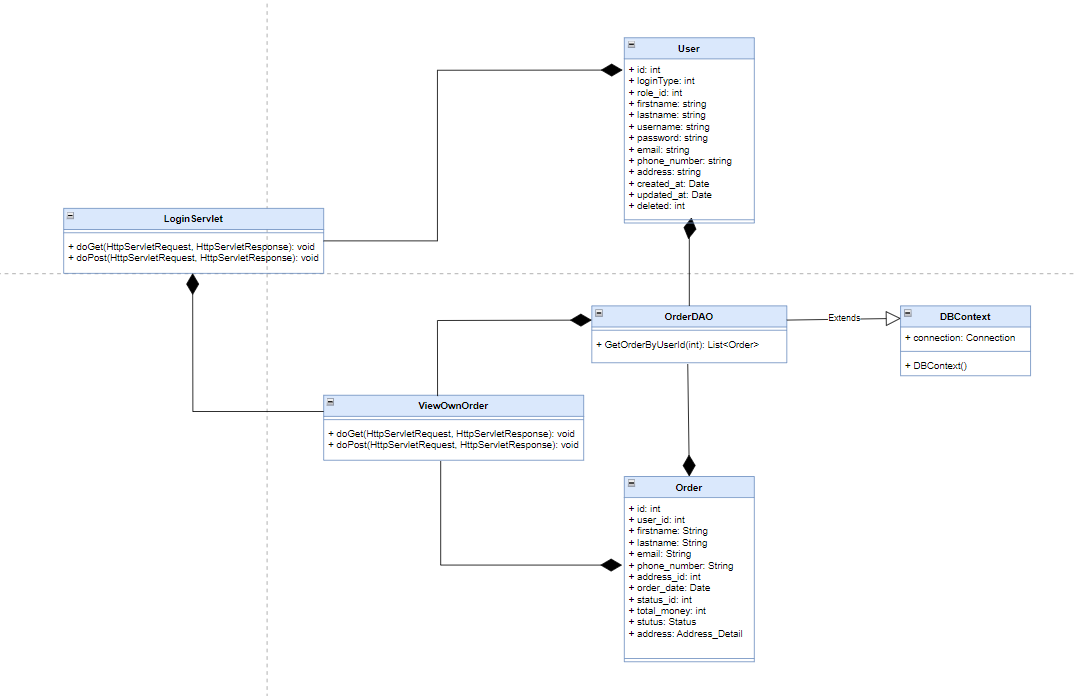 User
+ id: int
+ loginType: int
+ role_id: int
+ firstname: string
+ lastname: string
+ username: string
+ password: string
+ email: string
+ phone_number: string
+ address: string
+ created_at: Date
+ updated_at: Date
+ deleted: int
LoginServlet
+ doGet(HttpServletRequest, HttpServletResponse): void
+ doPost(HttpServletRequest, HttpServletResponse): void
OrderDAO
+ GetOrderByUserId(int): List<Order>
Extends
DBContext
+ connection: Connection
+ DBContext()
ViewOwnOrder
+ doGet(HttpServletRequest, HttpServletResponse): void
+ doPost(HttpServletRequest, HttpServletResponse): void
Order
+ id: int
+ user_id: int
+ firstname: String
+ lastname: String
+ email: String
+ phone_number: String
+ address_id: int
+ order_date: Date
+ status_id: int
+ total_money: int
+ stutus: Status
+ address: Address_Detail